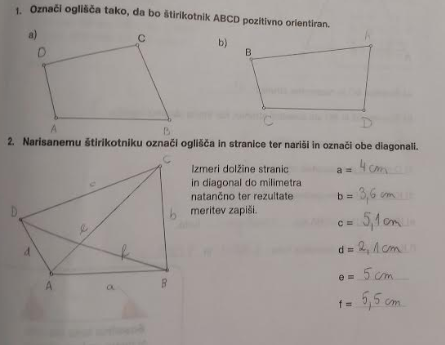 1. Označi oglišča tako, da bo štirikotnik ABCD pozitivno orientiran.
a)
D
C
A
B
b)
B
A
C
D
2. Narisanemu štirikotniku označi oglišča in stranice ter nariši in označi obe diagonali.
C
c
D
e
b
d
f
A
a
B
Izmeri dolžine stranic
in diagonal do milimetra
natančno ter rezultate
meritev zapiši.
a = 4 cm
b = 3,6 cm
c = 5,1 cm
d = 2,1 cm
e = 5 cm
f = 5,5 cm